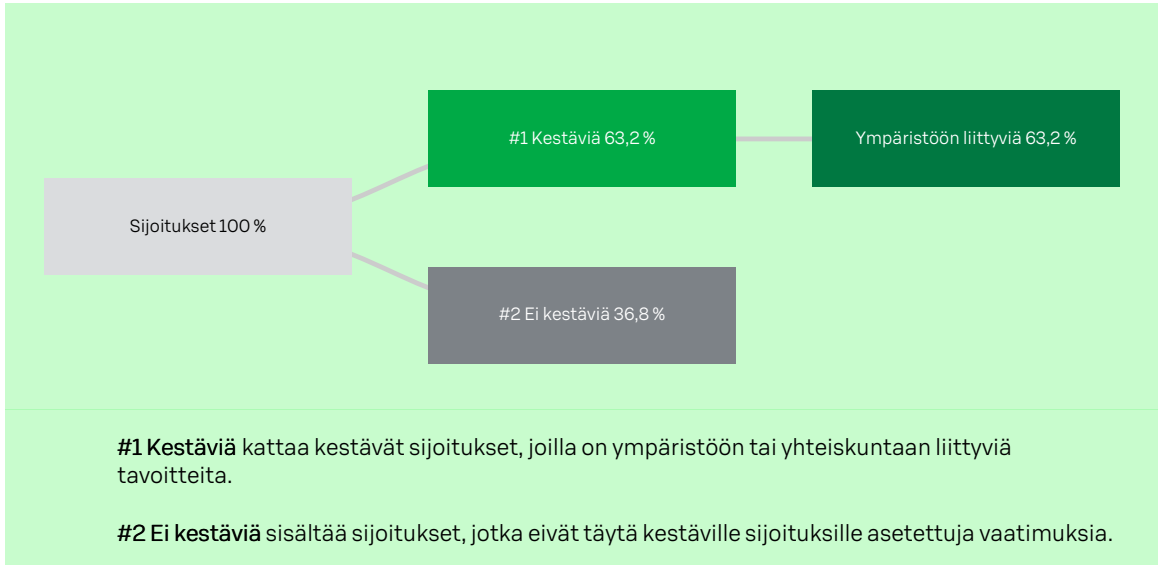 #1 Kestäviä 63,2 %
Ympäristöön liittyviä 63,2 %
Sijoitukset 100 %
#2 Ei kestäviä 36,8 %
#1 Kestäviä kattaa kestävät sijoitukset, joilla on ympäristöön tai yhteiskuntaan liittyviä
tavoitteita.
#2 Ei kestäviä sisältää sijoitukset, jotka eivät täytä kestäville sijoituksille asetettuja vaatimuksia.